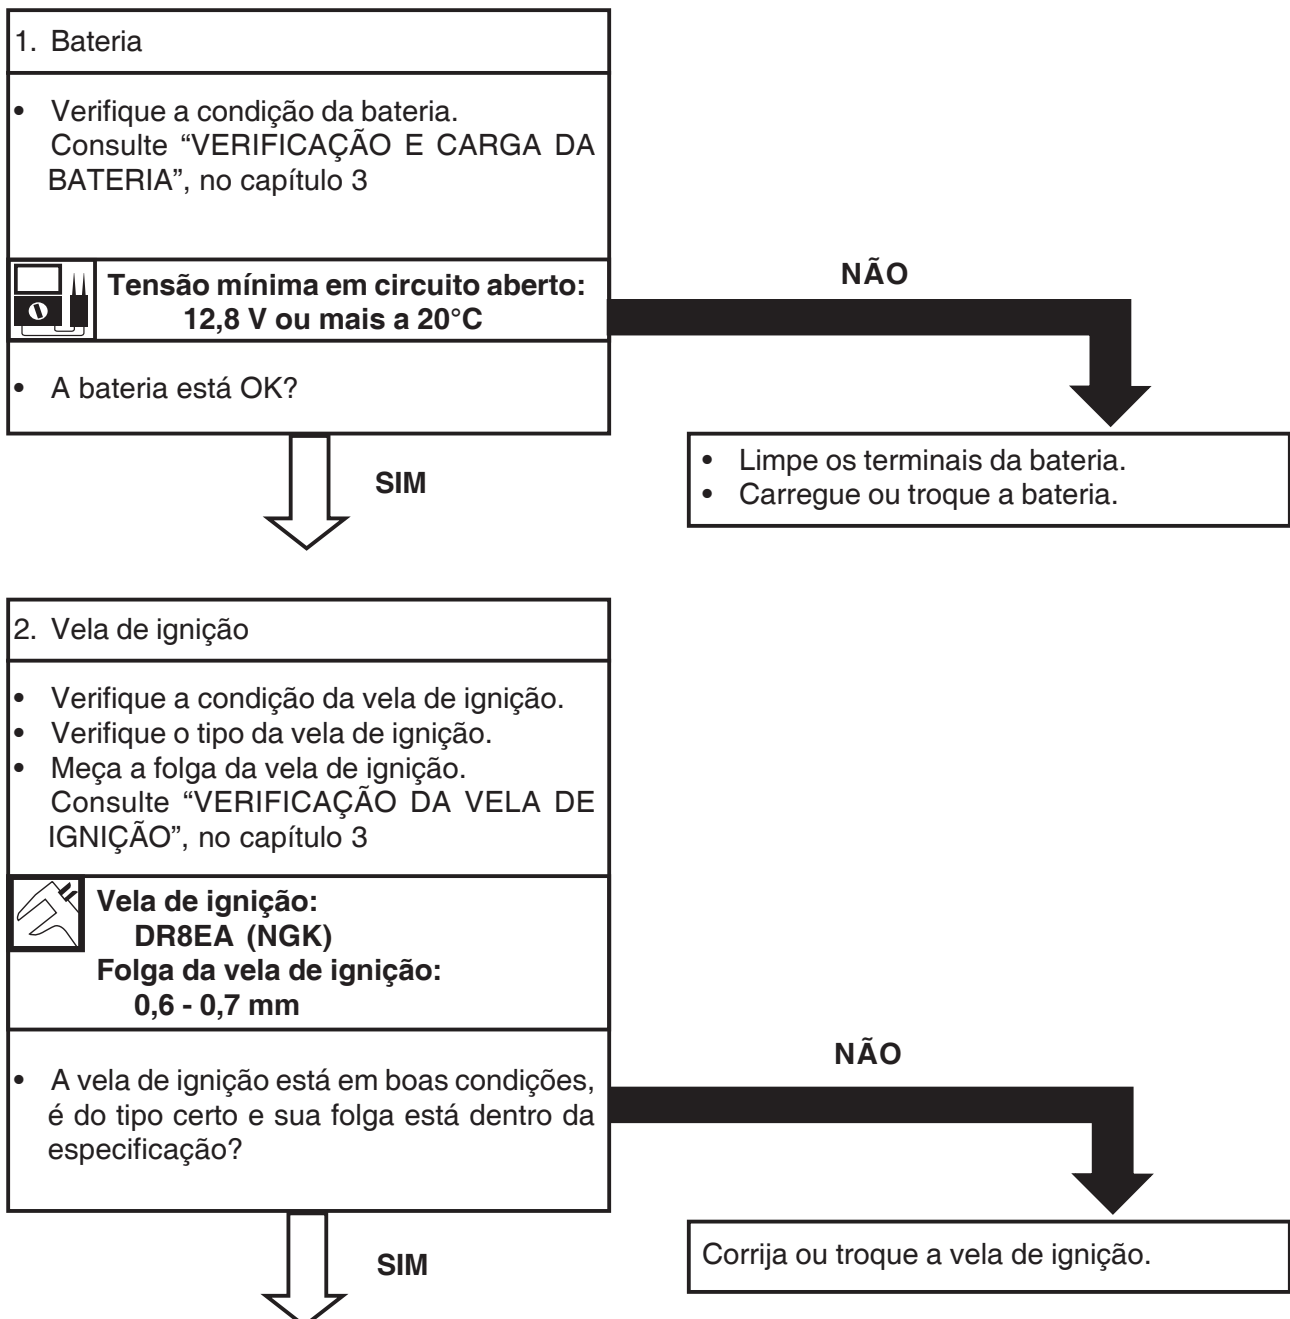 1. Bateria
• Verifique a condição da bateria.
Consulte “VERIFICAÇÃO E CARGA DA
BATERIA”, no capítulo 3
Tensão mínima em circuito aberto:
12,8 V ou mais a 20°C
NÃO
• A bateria está OK?
SIM
• Limpe os terminais da bateria.
• Carregue ou troque a bateria.
2. Vela de ignição
• Verifique a condição da vela de ignição.
• Verifique o tipo da vela de ignição.
• Meça a folga da vela de ignição.
Consulte “VERIFICAÇÃO DA VELA DE
IGNIÇÃO”, no capítulo 3
Vela de ignição:
DR8EA (NGK)
Folga da vela de ignição:
0,6 - 0,7 mm
NÃO
• A vela de ignição está em boas condições,
é do tipo certo e sua folga está dentro da
especificação?
SIM
Corrija ou troque a vela de ignição.